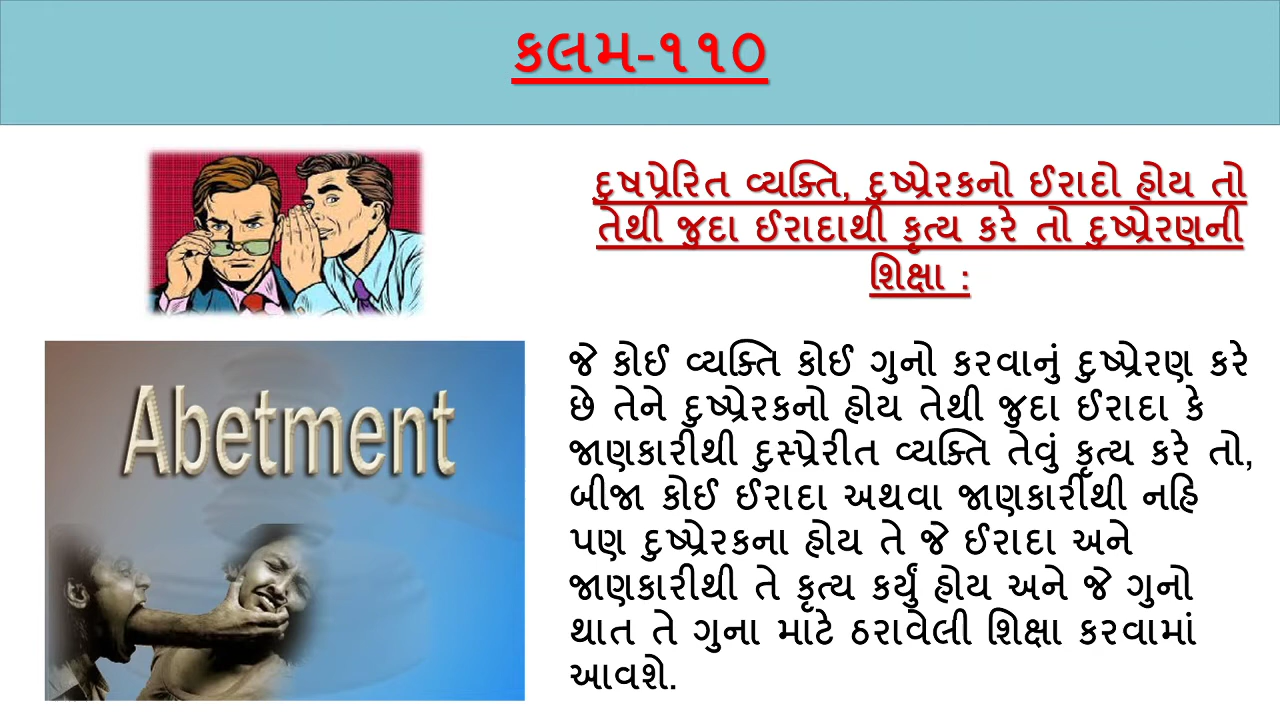 કલમ-૧૧૦
દુષપ્રેરિત વ્યક્તિ, દુષ્પ્રેરકનો ઈરાદો હોય તો
તેથી જુદા ઈરાદાથી કૃત્ય કરે તો દુષ્પ્રેરણની
શિક્ષા :
જે કોઈ વ્યક્તિ કોઈ ગુનો કરવાનું દુષ્પ્રેરણ કરે
છે તેને દુષ્પ્રેરકનો હોય તેથી જુદા ઈરાદા કે
જાણકારીથી દુસ્પ્રેરીત વ્યક્તિ તેવું કૃત્ય કરે તો,
બીજા કોઈ ઈરાદા અથવા જાણકારીથી નહિ
પણ દુષ્પ્રેરકના હોય તે જે ઈરાદા અને
જાણકારીથી તે કૃત્ય કર્યું હોય અને જે ગુનો
થાત તે ગુના માટે ઠરાવેલી શિક્ષા કરવામાં
આવશે.
Abetment